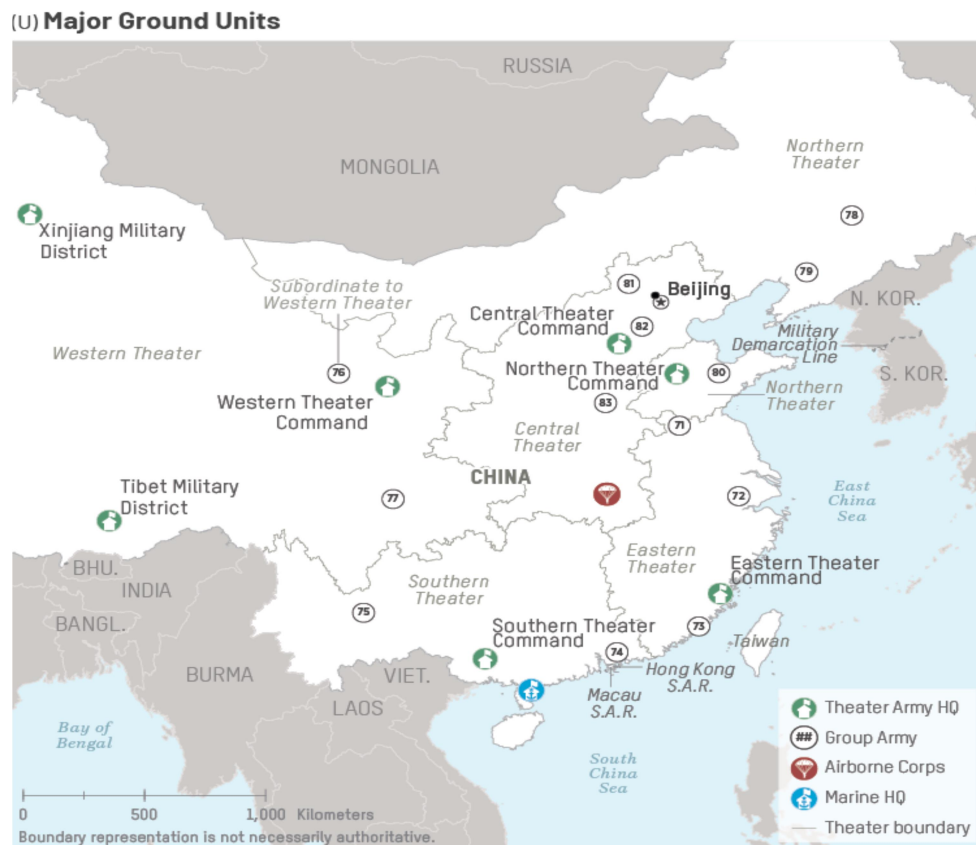 (U) Major Ground Units
RUSSIA
MONGOLIA
Northern
Theater
Xinjiang Military
District
78
79
Subordinate to
Western Theater
81
Beijing
N. KOR.
Central Theater
Command
82
Military
Demarcation
Line
Western Theater
76
Northern Theater
Command
80
S. KOR.
Western Theater
Command
83
Northern
Theater
71
Central
Theater
CHINA
Tibet Military
District
77
72
East
China
Sea
BHU.
INDIA
Eastern
Theater
Eastern Theater
Command
Southern
Theater
BANGL.
75
Southern Theater
Command
73
74
Taiwan
BURMA
VIET.
Hong Kong
S.A.R.
LAOS
Macau
S.A.R.
Bay of
Bengal
South
China
Sea
Theater Army HQ
## Group Army
Airborne Corps
Marine HQ
Theater boundary
0 500 1,000 Kilometers
Boundary representation is not necessarily authoritative.